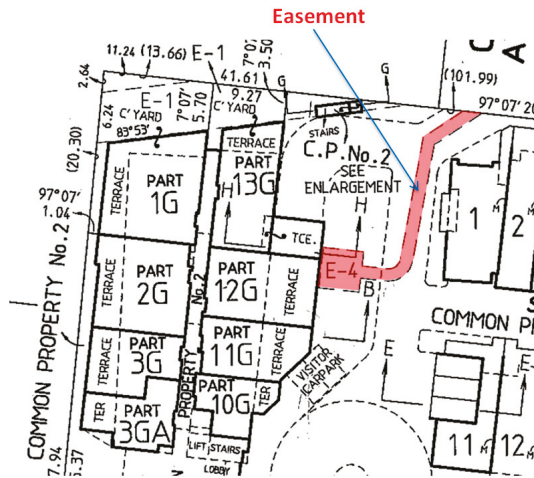 Easement
11.24 (13.66)
E-1
7°07'
3.50
41.61
G
G
(101.99)
97°07'20
C
A
2.64
6.24
E-1
C'YARD
83°53'
7°07'
5.70
9.27
C'YARD
(20.30)
TERRACE
STAIRS
C.P. No.2
SEE
ENLARGEMENT
TERRACE
PART
1G
PART
13G
H
H
1
M
2
M
97°07'
1.04
TCE.
E-4
B
TERRACE
PART
2G
No.2
PART
12G
TERRACE
COMMON PROPERTY No.2
COMMON PR
TERRACE
PART
3G
PROPERTY
PART
11G
TERRACE
VISITOR
CARPARK
E
E
TER
PART
3GA
PART
10G
TER
11
M
12
M
LIFT
STAIRS
LOBBY
7.94
5.37